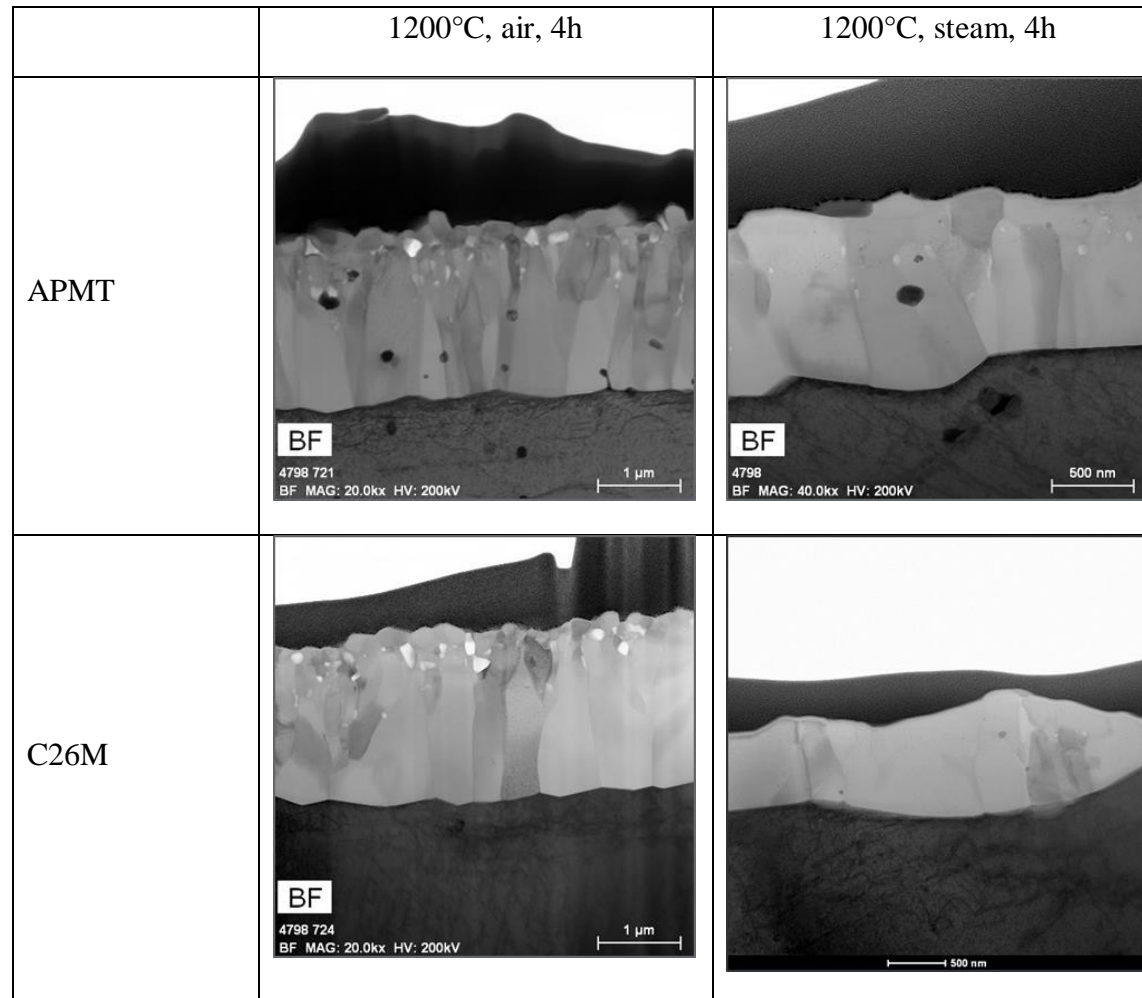 1200°C, air, 4h
1200°C, steam, 4h
APMT
BF
4798 721
BF MAG: 20.0kx HV: 200kV
1 µm
BF
4798
BF MAG: 40.0kx HV: 200kV
500 nm
C26M
BF
4798 724
BF MAG: 20.0kx HV: 200kV
1 µm
500 nm